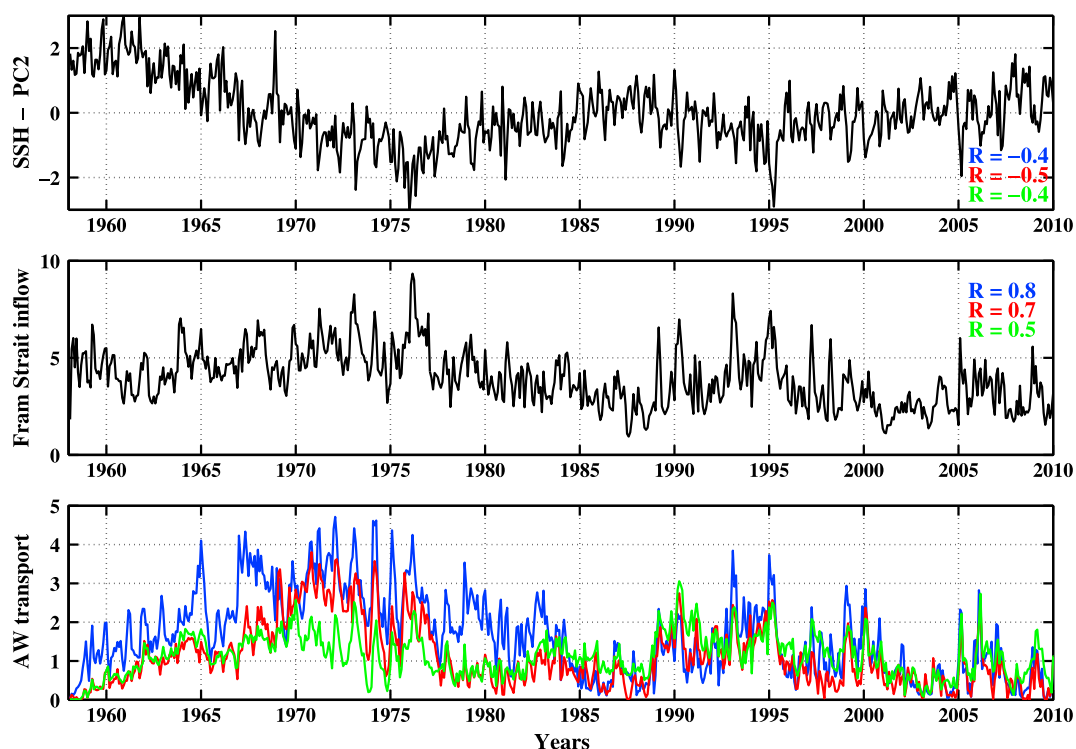 SSH – PC2
2
0
−2
R = −0.4
R = −0.5
R = −0.4
1960 1965 1970 1975 1980 1985 1990 1995 2000 2005 2010
Fram Strait inflow
10
5
0
R = 0.8
R = 0.7
R = 0.5
1960 1965 1970 1975 1980 1985 1990 1995 2000 2005 2010
AW transport
5
4
3
2
1
0
1960 1965 1970 1975 1980 1985 1990 1995 2000 2005 2010
Years